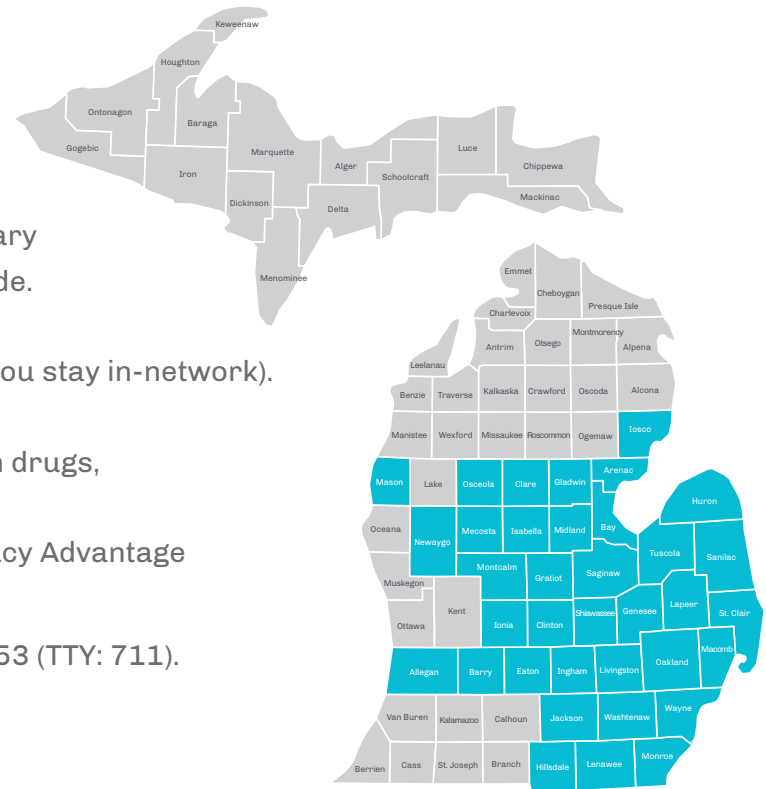 Keweenaw
Houghton
Ontonagon
Baraga
Gogebic
Marquette
Iron
Alger
Luce
Chippewa
Schoolcraft
Mackinac
Dickinson
Delta
Menominee
ary
de.
ou stay in-network).
n drugs,
acy Advantage
53 (TTY: 711).
Emmet
Cheboygan
Presque Isle
Charlevoix
Antrim
Otsego
Montmorency
Alpena
Leelanau
Benzie
Traverse
Kalkaska
Crawford
Oscoda
Alcona
Manistee
Wexford
Missaukee
Roscommon
Ogemaw
Iosco
Mason
Lake
Osceola
Clare
Gladwin
Arenac
Huron
Oceana
Newaygo
Mecosta
Isabella
Midland
Bay
Tuscola
Sanilac
Muskegon
Montcalm
Gratiot
Saginaw
Kent
Ottawa
Ionia
Clinton
Shiawassee
Genesee
Lapeer
St. Clair
Allegan
Barry
Eaton
Ingham
Livingston
Oakland
Macomb
Van Buren
Kalamazoo
Calhoun
Jackson
Washtenaw
Wayne
Berrien
Cass
St. Joseph
Branch
Hillsdale
Lenawee
Monroe